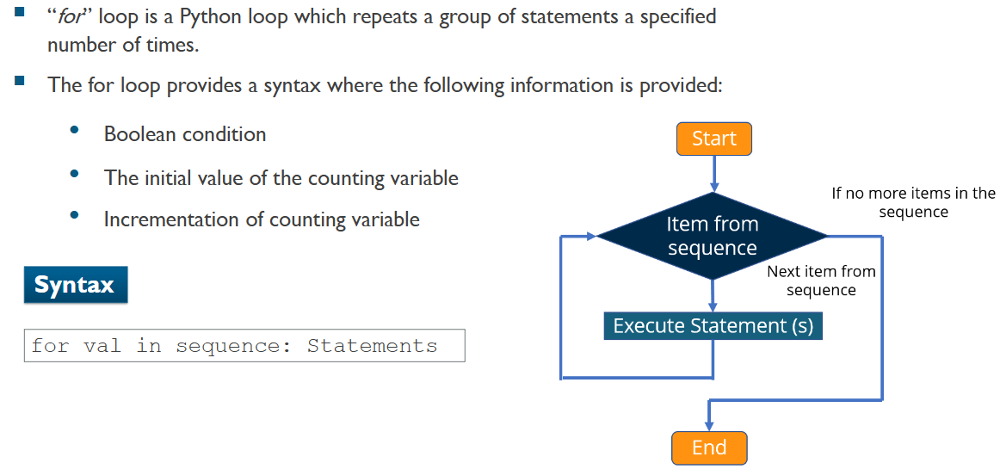 “for” loop is a Python loop which repeats a group of statements a specified
number of times.
The for loop provides a syntax where the following information is provided:
Boolean condition
The initial value of the counting variable
Incrementation of counting variable
Syntax
for val in sequence: Statements
Start
If no more items in the
sequence
Item from
sequence
Next item from
sequence
Execute Statement (s)
End